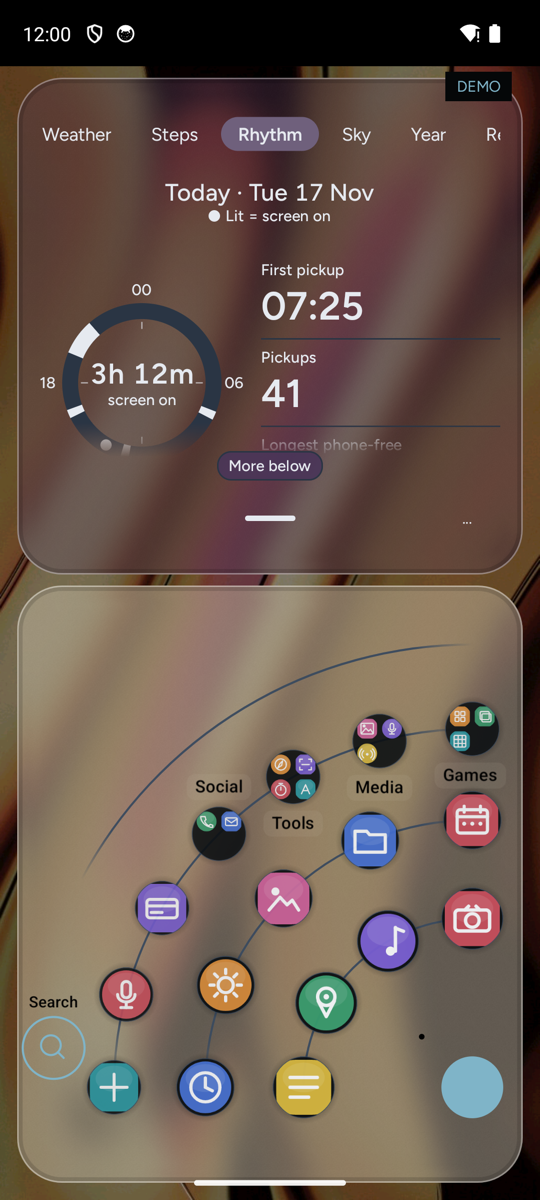 12:00
DEMO
Weather Steps Rhythm Sky Year Re
Today · Tue 17 Nov
Lit = screen on
00
18
06
3h 12m
screen on
First pickup
07:25
Pickups
41
Longest phone-free
More below
...
Social
Tools
Media
Games
Search